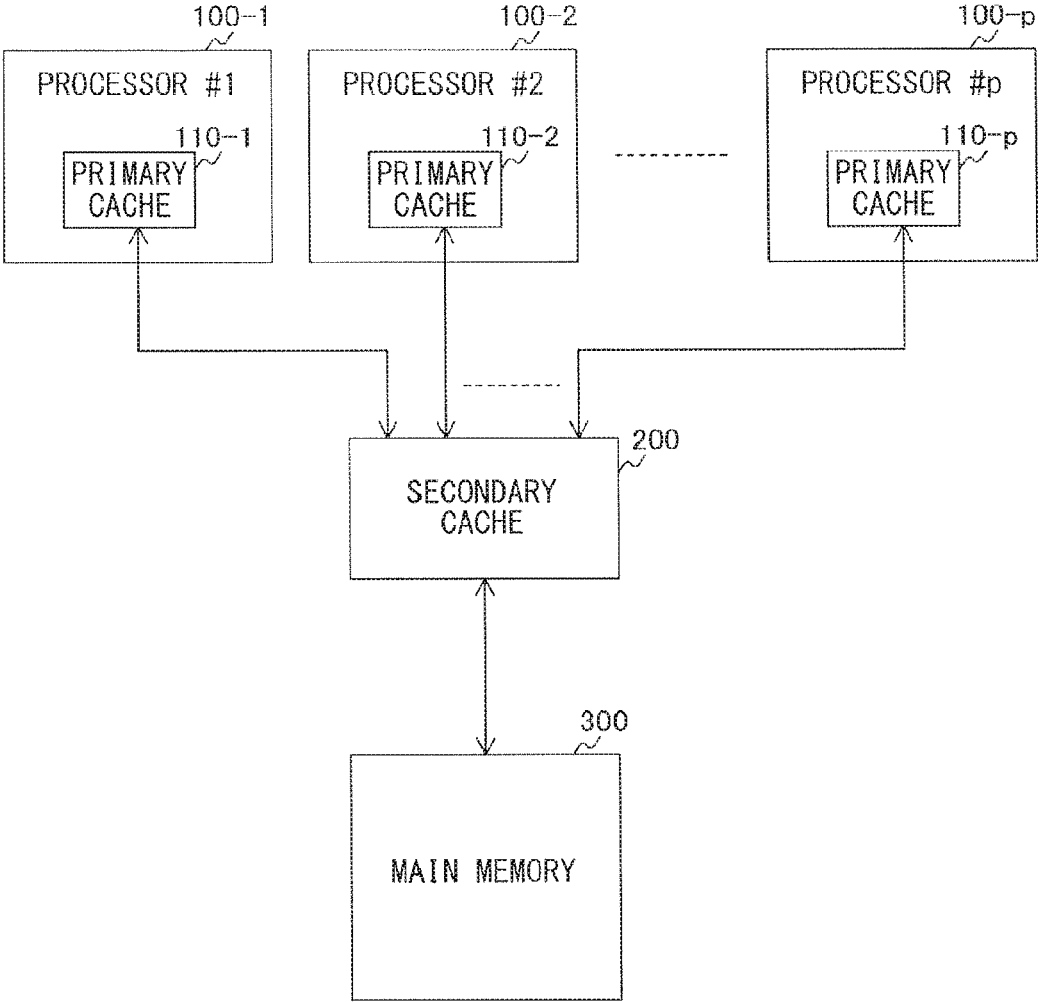 100-1
100-2
100-p
PROCESSOR #1
PROCESSOR #2
PROCESSOR #p
110-1
110-2
110-p
PRIMARY
CACHE
PRIMARY
CACHE
PRIMARY
CACHE
200
SECONDARY
CACHE
300
MAIN MEMORY